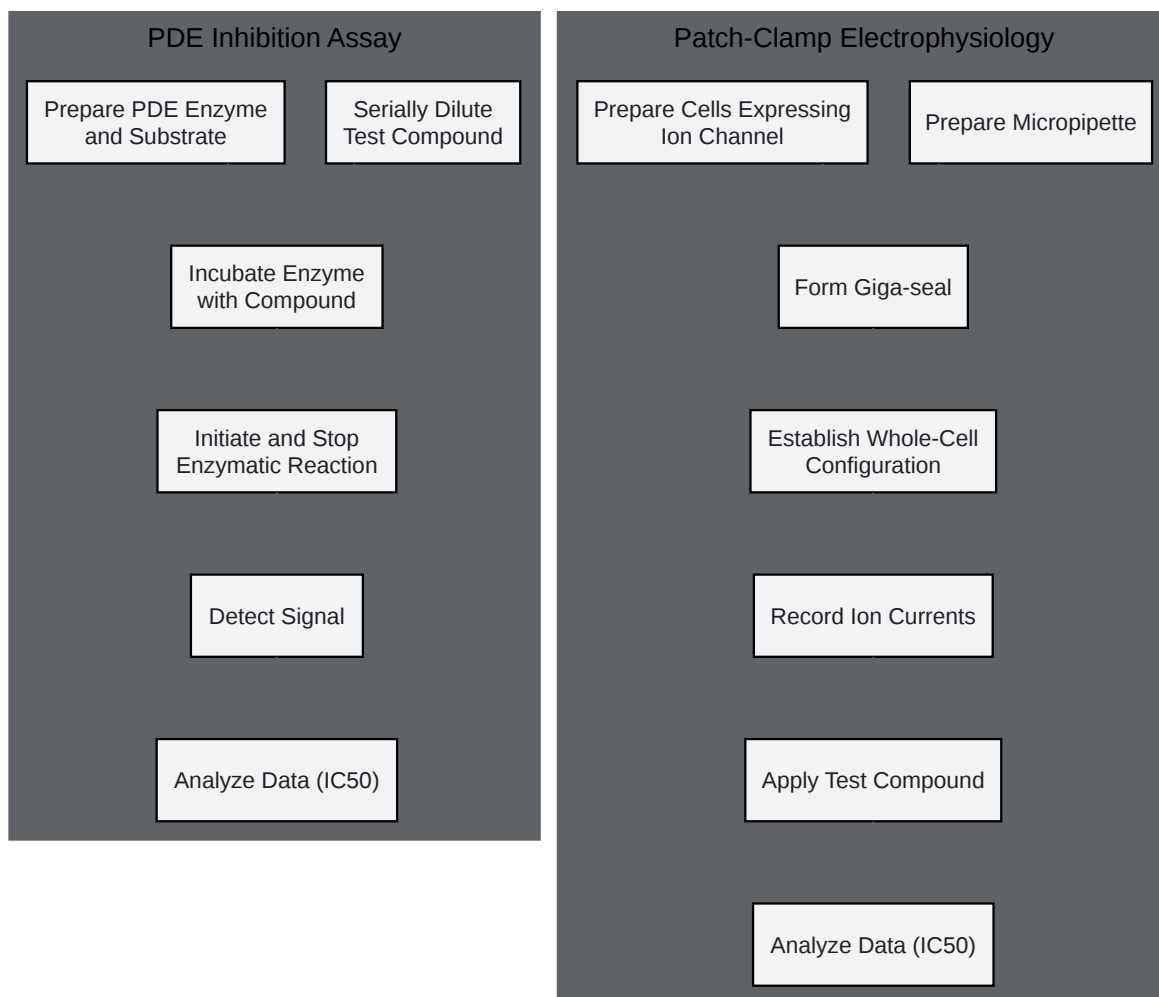 PDE Inhibition Assay
Prepare PDE Enzyme
and Substrate
Serially Dilute
Test Compound
Incubate Enzyme
with Compound
Initiate and Stop
Enzymatic Reaction
Detect Signal
Analyze Data (IC50)
Patch-Clamp Electrophysiology
Prepare Cells Expressing
Ion Channel
Prepare Micropipette
Form Giga-seal
Establish Whole-Cell
Configuration
Record Ion Currents
Apply Test Compound
Analyze Data (IC50)